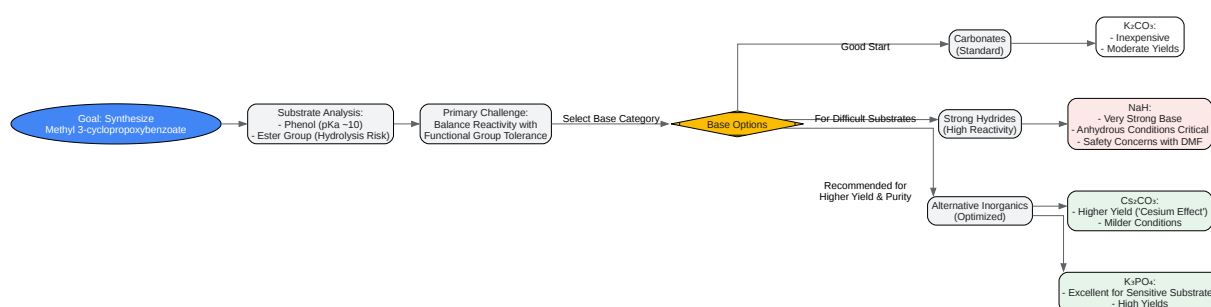 Goal: Synthesize
Methyl 3-cyclopropoxybenzoate
Substrate Analysis:
- Phenol (pKa ~10)
- Ester Group (Hydrolysis Risk)
Primary Challenge:
Balance Reactivity with
Functional Group Tolerance
Select Base Category
Base Options
Good Start
Carbonates
(Standard)
K₂CO₃:
- Inexpensive
- Moderate Yields
For Difficult Substrates
Strong Hydrides
(High Reactivity)
NaH:
- Very Strong Base
- Anhydrous Conditions Critical
- Safety Concerns with DMF
Recommended for
Higher Yield & Purity
Alternative Inorganics
(Optimized)
Cs₂CO₃:
- Higher Yield ('Cesium Effect')
- Milder Conditions
K₃PO₄:
- Excellent for Sensitive Substrate
- High Yields